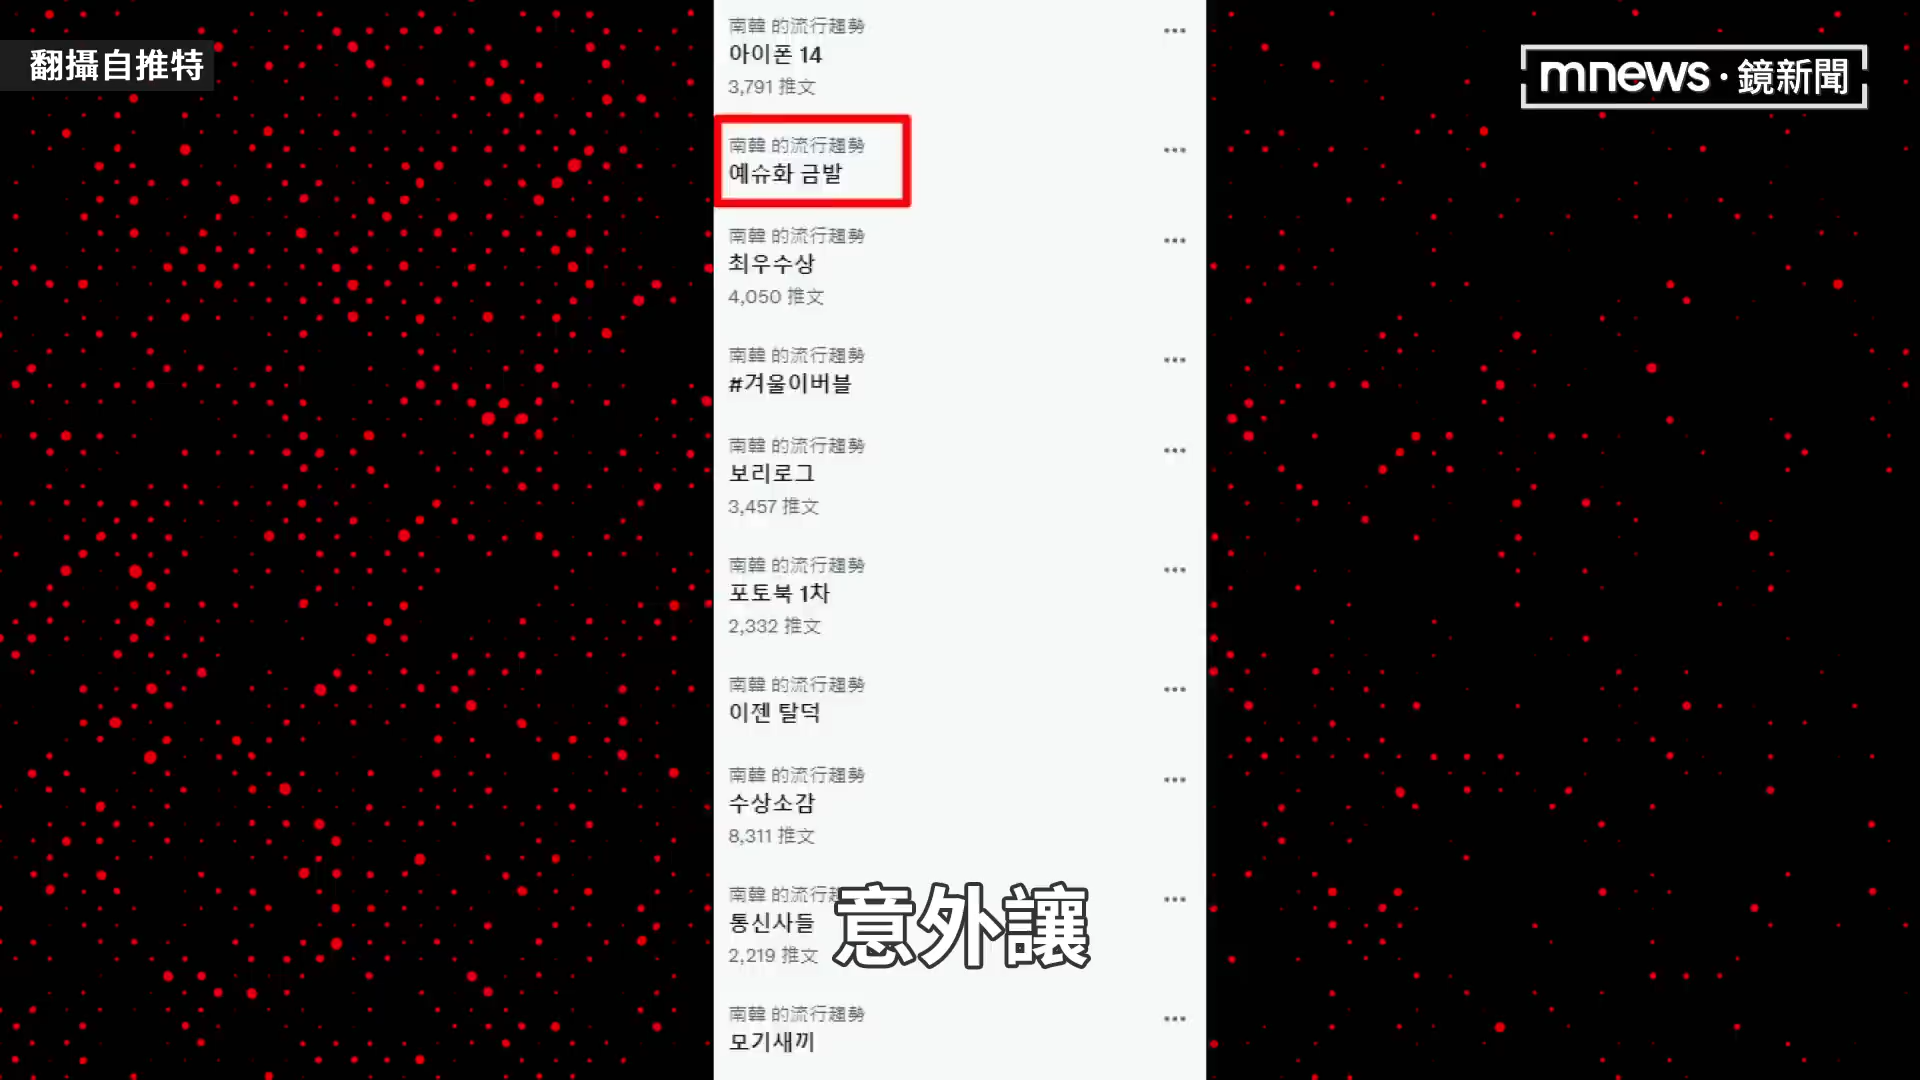 翻攝自推特
mnews·鏡新聞
南韓 的流行趨勢
아이폰 14
3,791 推文
南韓 的流行趨勢
예슈화 금발
南韓 的流行趨勢
최우수상
4,050 推文
南韓 的流行趨勢
#겨울이버블
南韓 的流行趨勢
보리로그
3,457 推文
南韓 的流行趨勢
포토북 1차
2,332 推文
南韓 的流行趨勢
이젠 탈덕
南韓 的流行趨勢
수상소감
8,311 推文
南韓 的流行
통신사들
2,219 推文
意外讓
南韓 的流行趨勢
모기새끼